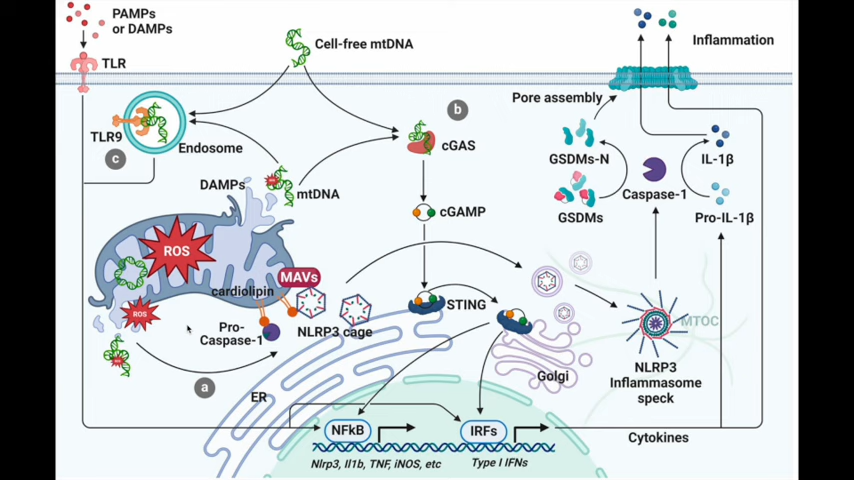 PAMPs
or DAMPs
TLR
Cell-free mtDNA
Inflammation
Pore assembly
b
TLR9
Endosome
c
cGAS
GSDMs-N
IL-1β
Caspase-1
DAMPs
mtDNA
GSDMs
Pro-IL-1β
cGAMP
ROS
MAVs
cardiolipin
ROS
STING
MTOC
Pro-
Caspase-1
NLRP3 cage
NLRP3
Inflammasome
speck
ROS
ROS
a
ER
Golgi
NFkB
IRFs
Cytokines
Nlrp3, Il1b, TNF, iNOS, etc
Type I IFNs